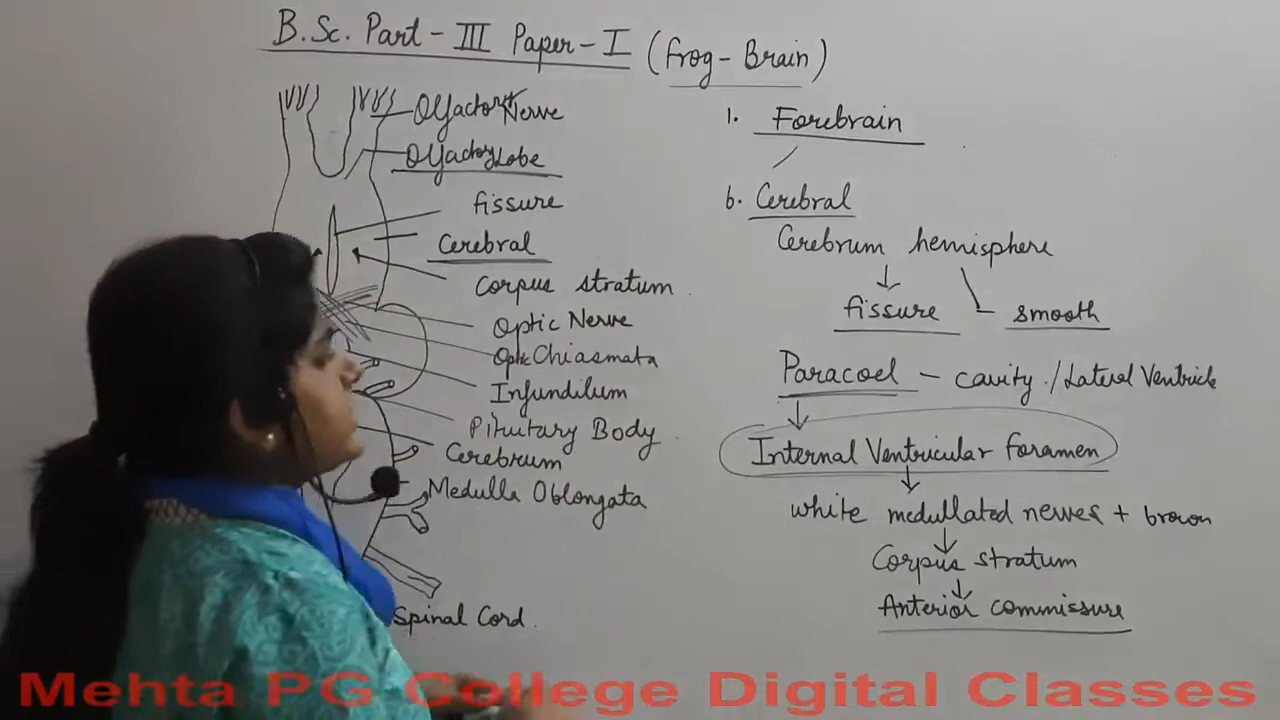 B.Sc. Part - III Paper - I (Frog - Brain)
Olfactory Nerve
Olfactory Lobe
fissure
Cerebral
Corpus stratum
Optic Nerve
Optic Chiasmata
Infundilum
Pituitary Body
Cerebrum
Medulla Oblongata
Spinal Cord
1. Forebrain
b. Cerebral
Cerebrum hemisphere
fissure smooth
Paracoel - cavity / Lateral Ventricle
Internal Ventricular foramen
white medullated nerves + brown
Corpus stratum
Anterior commissure
Mehta PG College Digital Classes